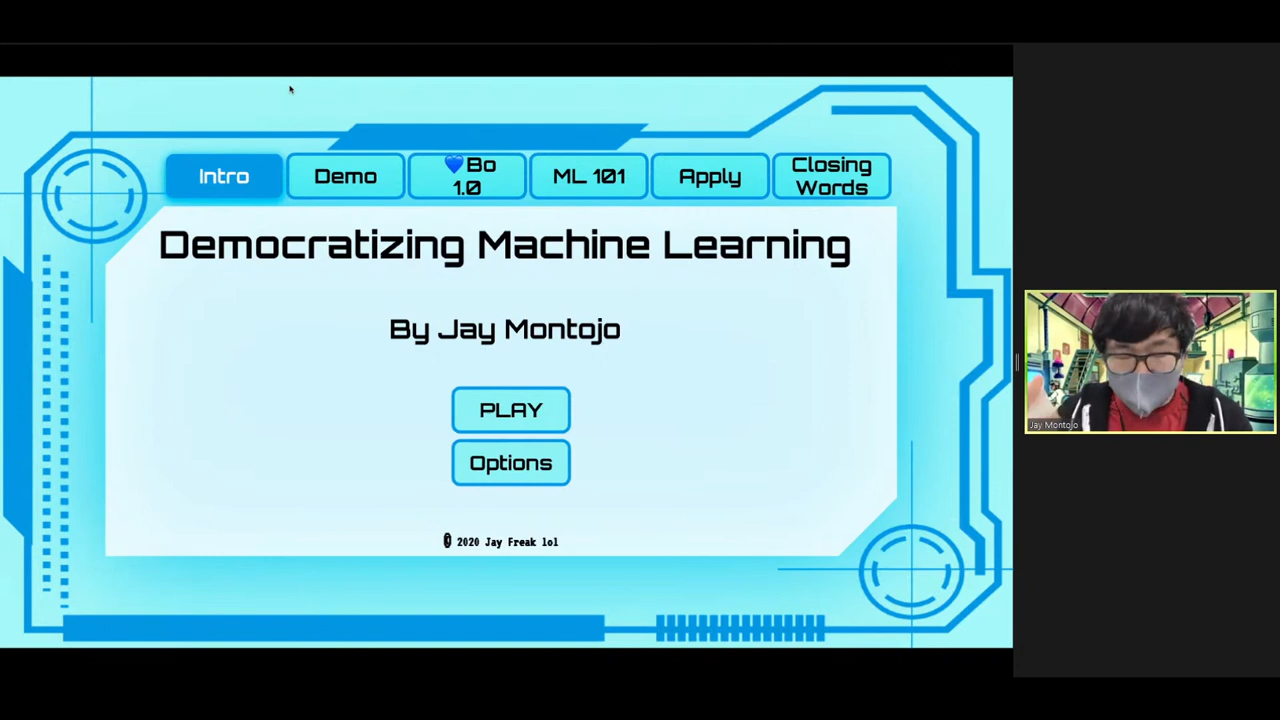 Intro
Demo
💙Bo
1.0
ML 101
Apply
Closing
Words
Democratizing Machine Learning
By Jay Montojo
PLAY
Options
© 2020 Jay Freak lol
Jay Montojo